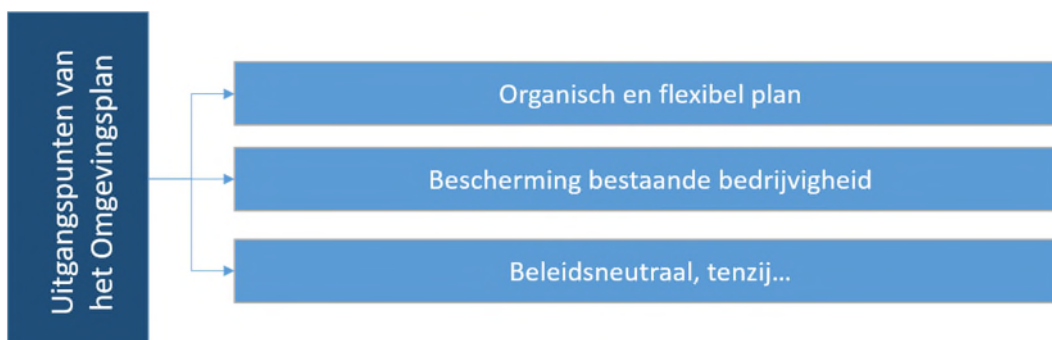 Uitgangspunten van
het Omgevingsplan
Organisch en flexibel plan
Bescherming bestaande bedrijvigheid
Beleidsneutraal, tenzij...